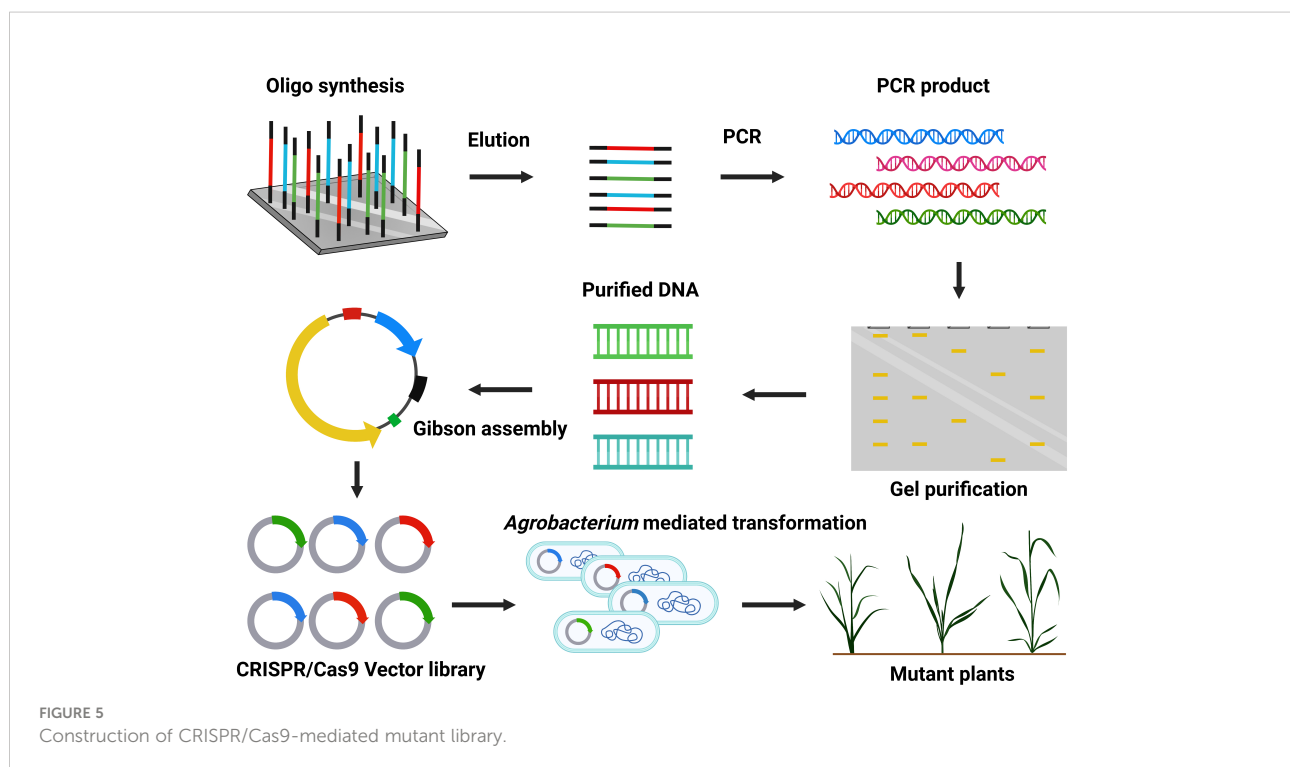 Oligo synthesis
Elution
PCR
PCR product
Purified DNA
Gel purification
Gibson assembly
CRISPR/Cas9 Vector library
Agrobacterium mediated transformation
Mutant plants
FIGURE 5
Construction of CRISPR/Cas9-mediated mutant library.